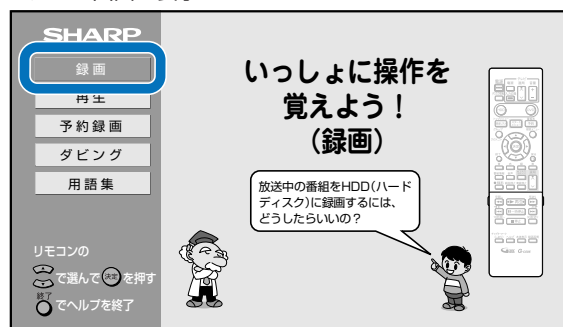 SHARP
録画
再生
予約録画
ダビング
用語集
リモコンの
で選んで 決定 を押す
終了
でヘルプを終了
いっしょに操作を
覚えよう！
（録画）
放送中の番組をHDD（ハード
ディスク）に録画するには、
どうしたらいいの？